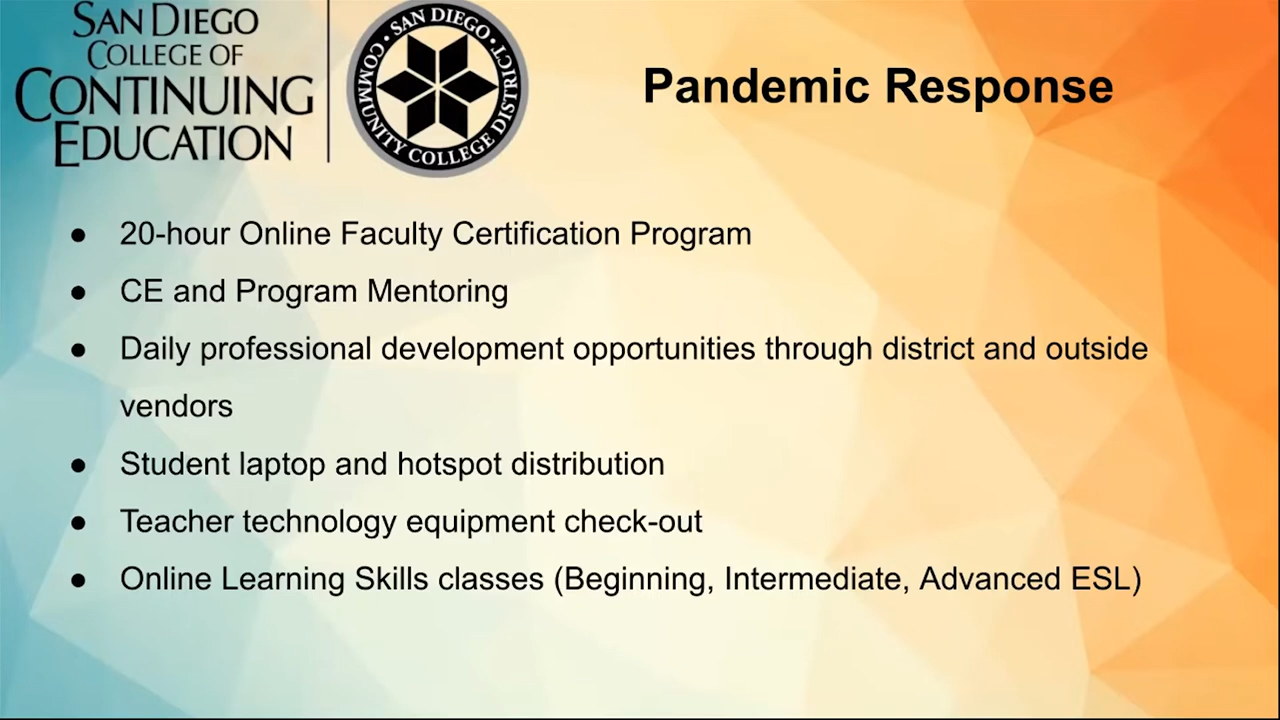 SAN DIEGO
COLLEGE OF
CONTINUING
EDUCATION
SAN DIEGO
COMMUNITY COLLEGE DISTRICT
Pandemic Response
● 20-hour Online Faculty Certification Program
● CE and Program Mentoring
● Daily professional development opportunities through district and outside
vendors
● Student laptop and hotspot distribution
● Teacher technology equipment check-out
● Online Learning Skills classes (Beginning, Intermediate, Advanced ESL)